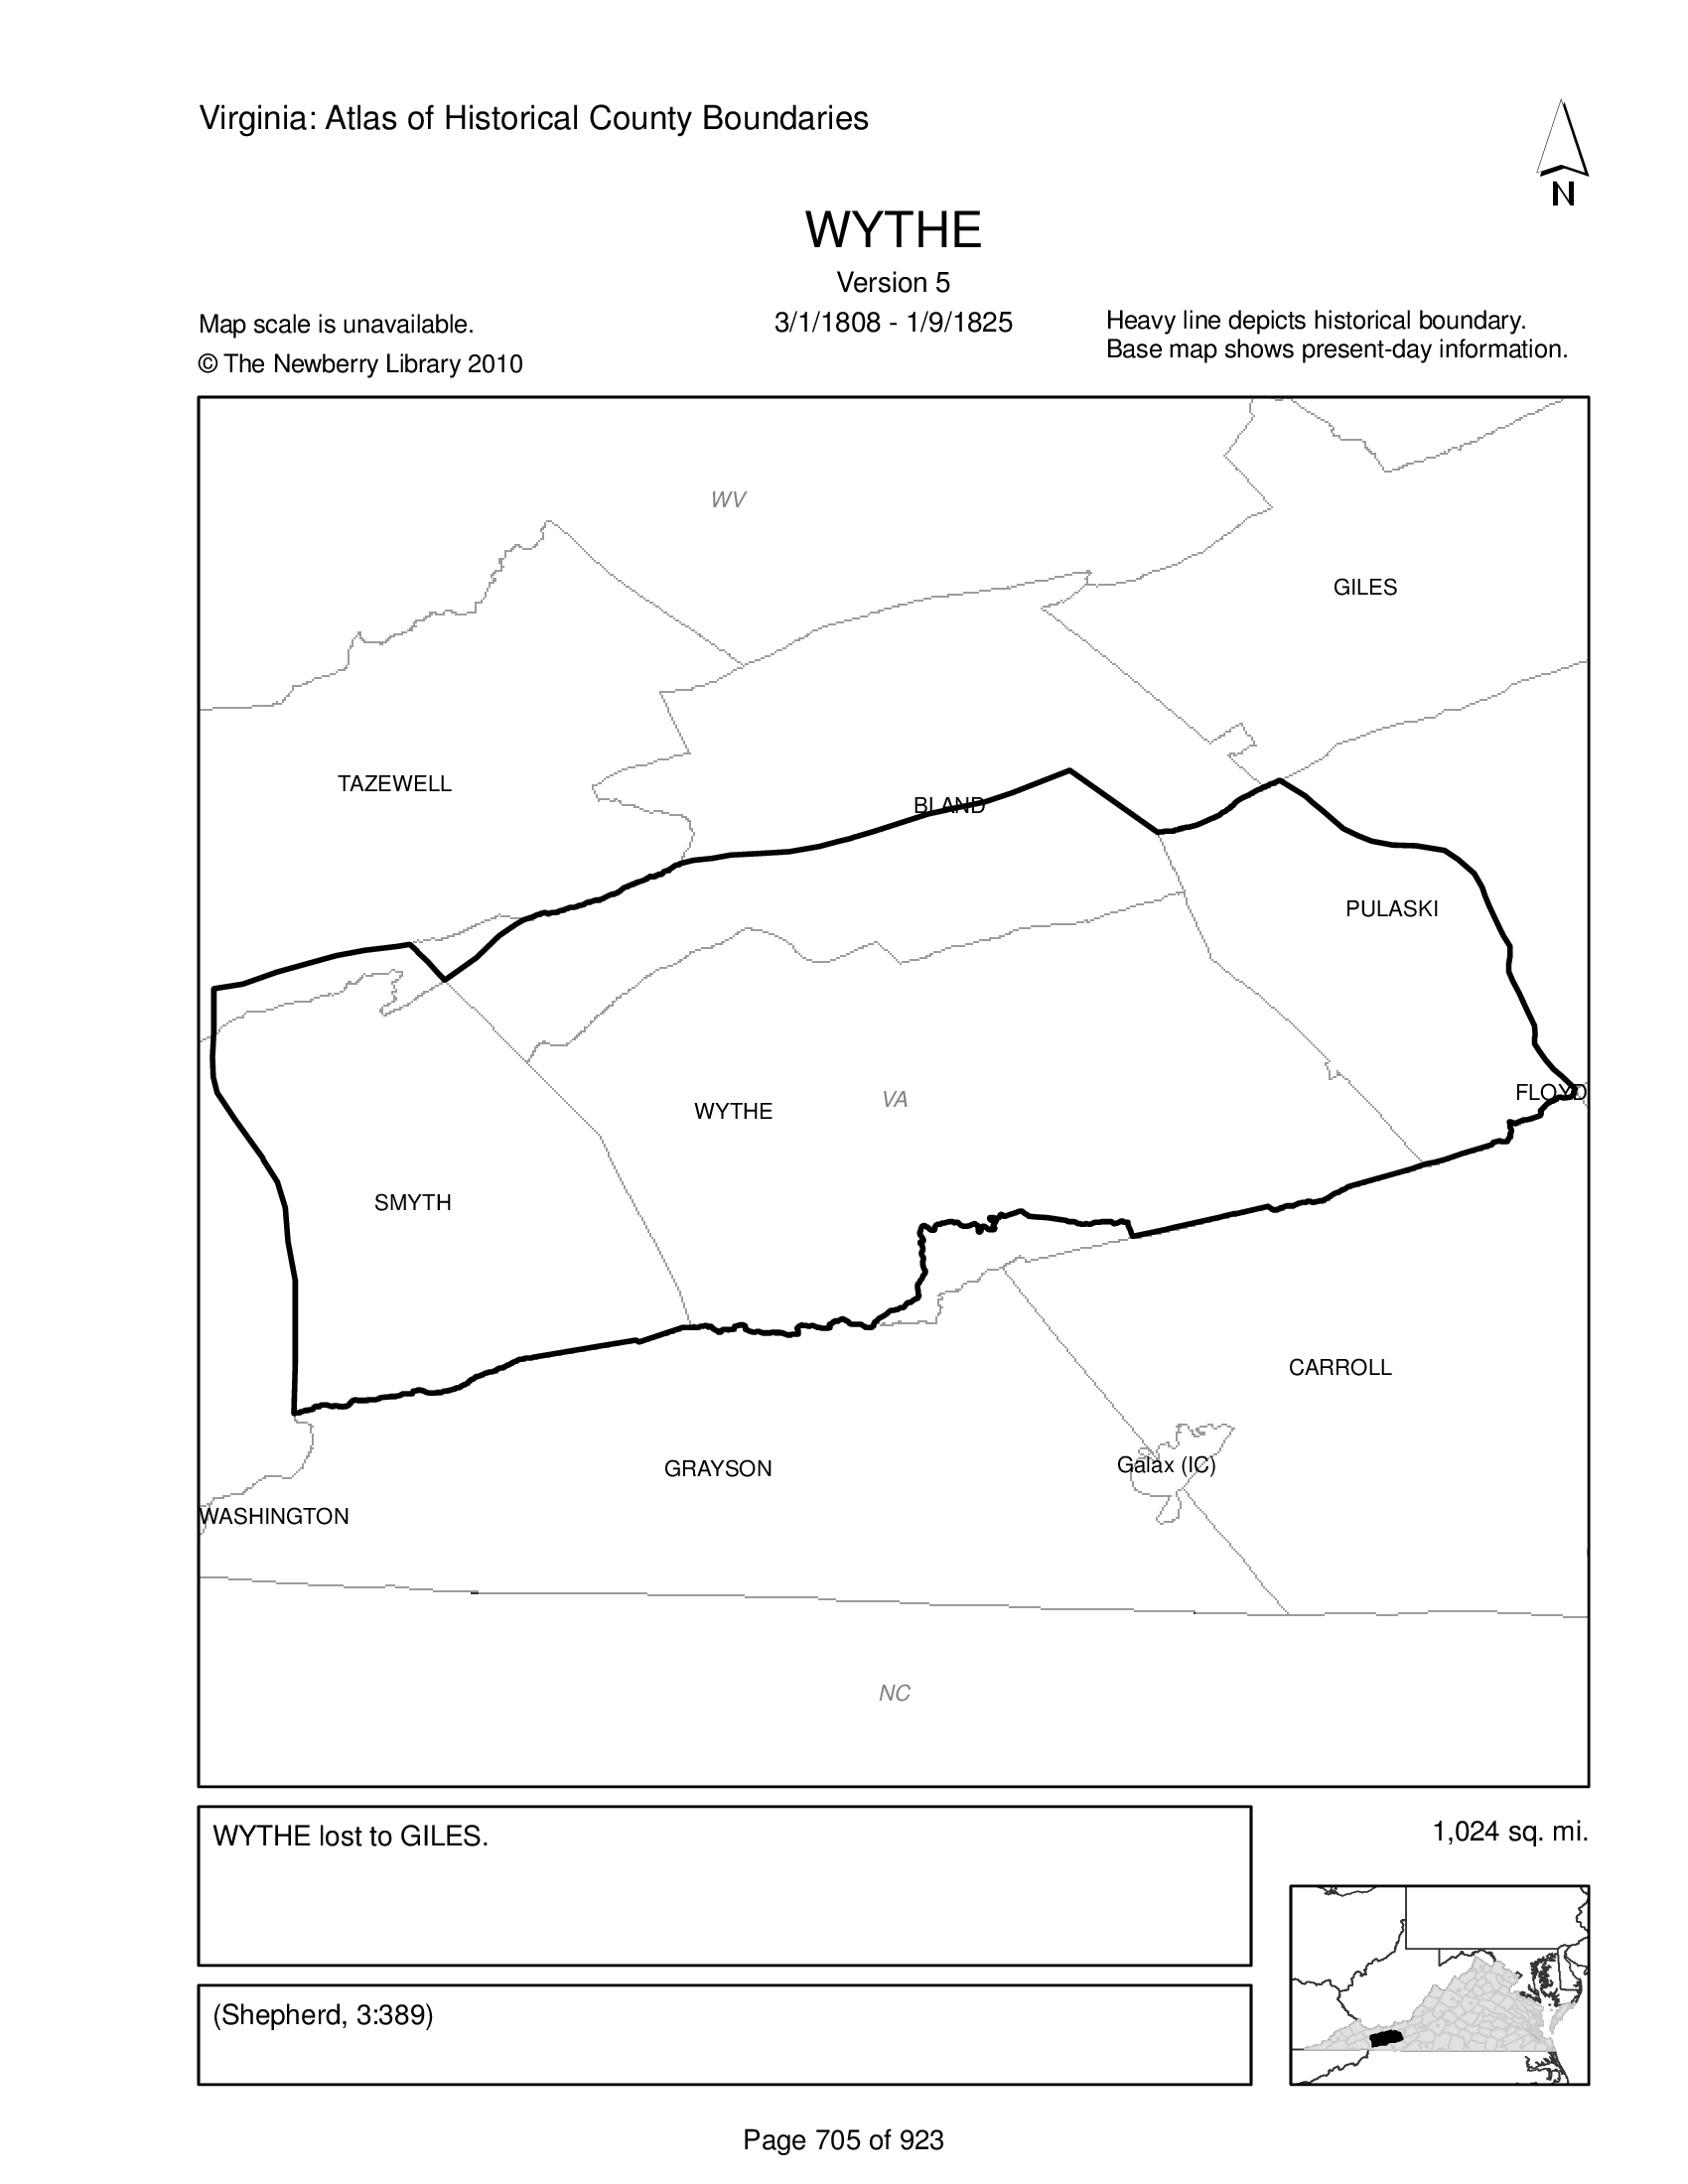 Virginia: Atlas of Historical County Boundaries
N
WYTHE
Version 5
3/1/1808 - 1/9/1825
Map scale is unavailable.
© The Newberry Library 2010
Heavy line depicts historical boundary.
Base map shows present-day information.
WV
GILES
TAZEWELL
BLAND
PULASKI
FLOYD
WYTHE
VA
SMYTH
CARROLL
GRAYSON
Galax (IC)
WASHINGTON
NC
WYTHE lost to GILES.
1,024 sq. mi.
(Shepherd, 3:389)
Page 705 of 923